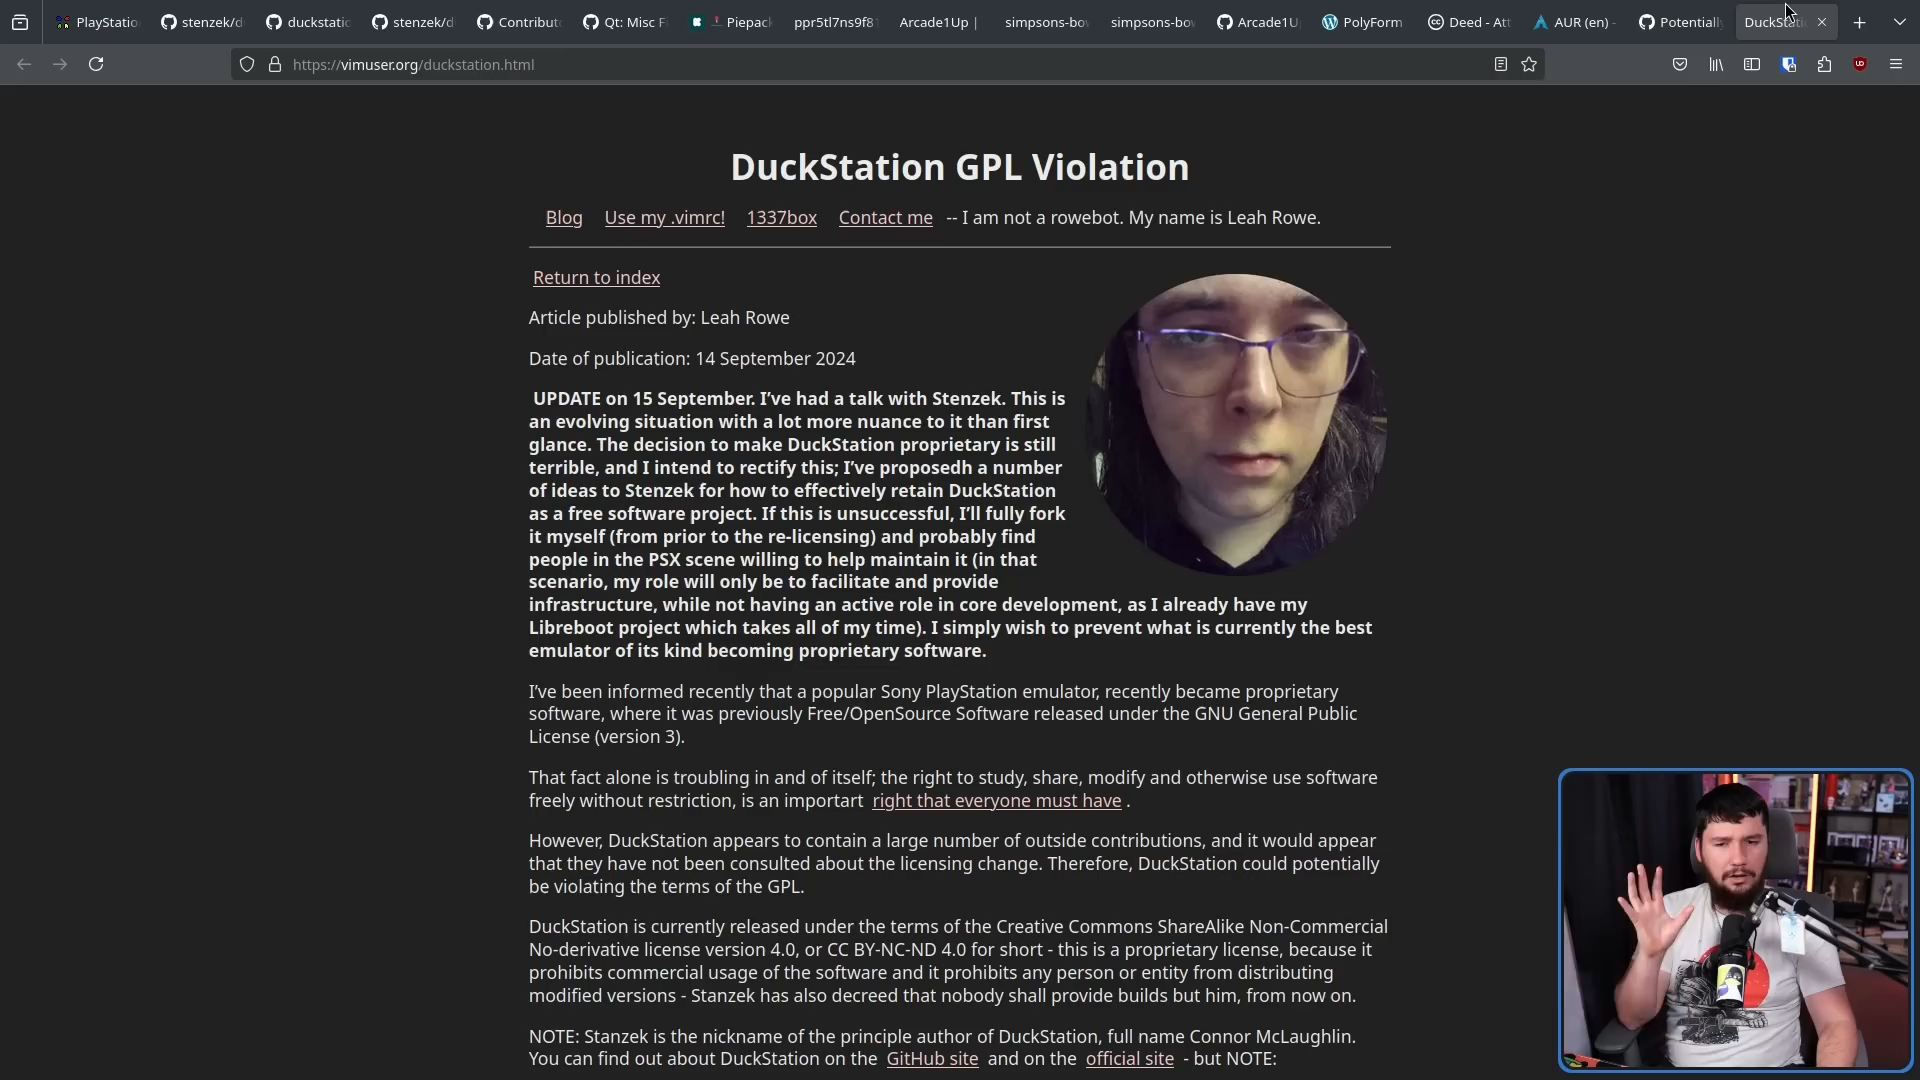 PlayStatio
stenzek/d
duckstatic
stenzek/d
Contribut
Qt: Misc F
Piepack
ppr5tl7ns9f8
Arcade1Up |
simpsons-bo
simpsons-bo
Arcade1U
PolyForm
Deed - Att
AUR (en) -
Potentially
DuckStati
https://vimuser.org/duckstation.html
DuckStation GPL Violation
Blog Use my .vimrc! 1337box Contact me -- I am not a rowebot. My name is Leah Rowe.
Return to index
Article published by: Leah Rowe
Date of publication: 14 September 2024
UPDATE on 15 September. I've had a talk with Stenzek. This is
an evolving situation with a lot more nuance to it than first
glance. The decision to make DuckStation proprietary is still
terrible, and I intend to rectify this; I've proposedh a number
of ideas to Stenzek for how to effectively retain DuckStation
as a free software project. If this is unsuccessful, I'll fully fork
it myself (from prior to the re-licensing) and probably find
people in the PSX scene willing to help maintain it (in that
scenario, my role will only be to facilitate and provide
infrastructure, while not having an active role in core development, as I already have my
Libreboot project which takes all of my time). I simply wish to prevent what is currently the best
emulator of its kind becoming proprietary software.
I've been informed recently that a popular Sony PlayStation emulator, recently became proprietary
software, where it was previously Free/OpenSource Software released under the GNU General Public
License (version 3).
That fact alone is troubling in and of itself; the right to study, share, modify and otherwise use software
freely without restriction, is an important right that everyone must have .
However, DuckStation appears to contain a large number of outside contributions, and it would appear
that they have not been consulted about the licensing change. Therefore, DuckStation could potentially
be violating the terms of the GPL.
DuckStation is currently released under the terms of the Creative Commons ShareAlike Non-Commercial
No-derivative license version 4.0, or CC BY-NC-ND 4.0 for short - this is a proprietary license, because it
prohibits commercial usage of the software and it prohibits any person or entity from distributing
modified versions - Stanzek has also decreed that nobody shall provide builds but him, from now on.
NOTE: Stanzek is the nickname of the principle author of DuckStation, full name Connor McLaughlin.
You can find out about DuckStation on the GitHub site and on the official site - but NOTE: